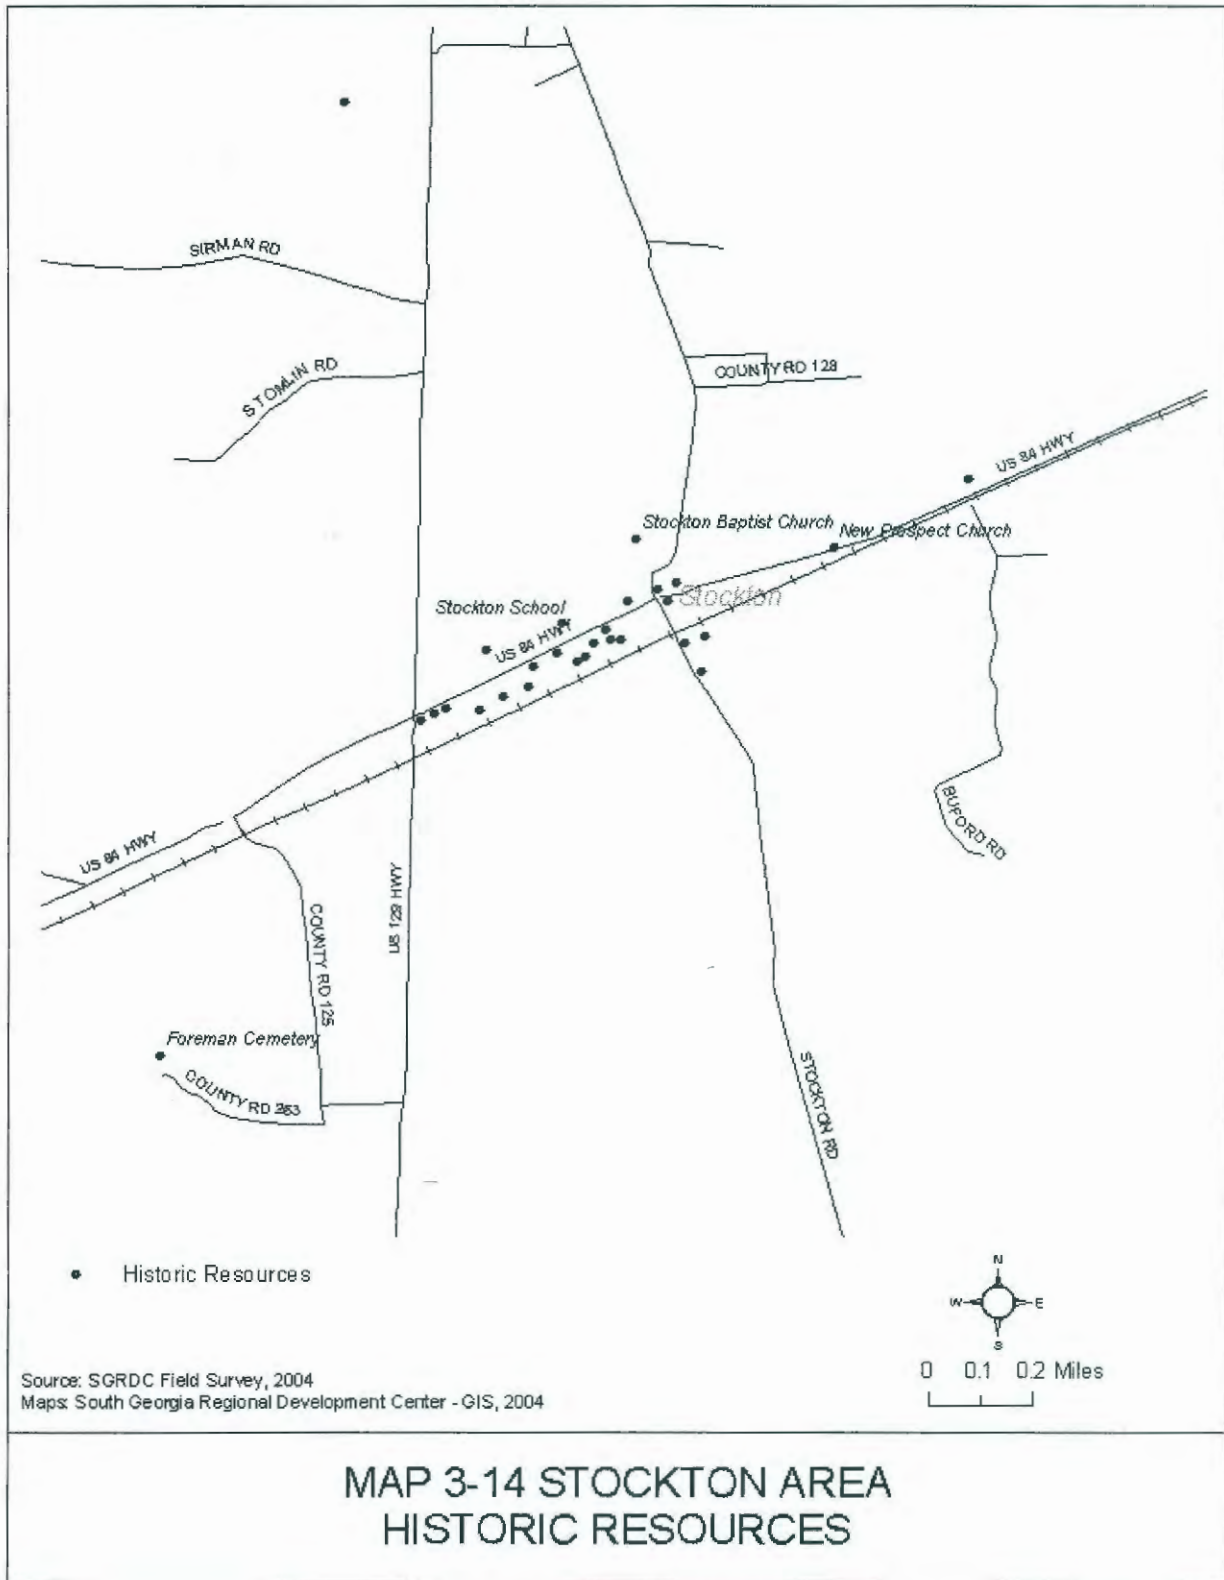 SIRMAN RD
STOMLIN RD
COUNTY RD 128
US 84 HWY
Stockton Baptist Church
New Prospect Church
Stockton
Stockton School
US 84 HWY
US 84 HWY
BUFORD RD
COUNTY RD 125
US 129 HWY
Foreman Cemetery
COUNTY RD 253
STOCKTON RD
Historic Resources
N
W E
S
0 0.1 0.2 Miles
Source: SGRDC Field Survey, 2004
Maps: South Georgia Regional Development Center - GIS, 2004
MAP 3-14 STOCKTON AREA
HISTORIC RESOURCES